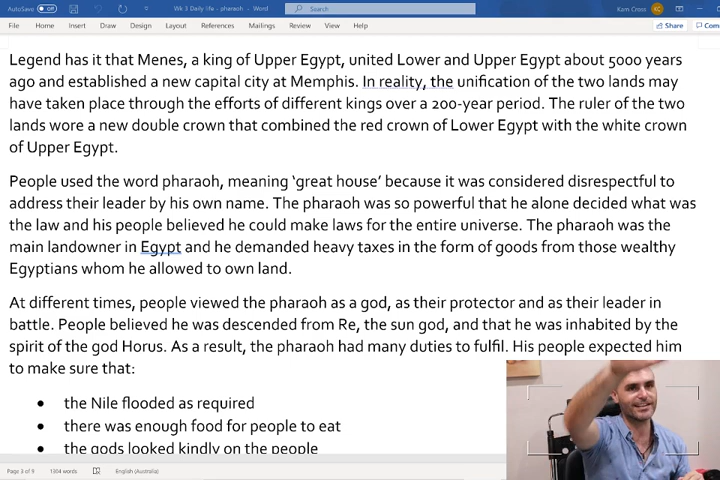 AutoSave Off Wk 3 Daily life - pharaoh - Word Search Kam Cross KC
File Home Insert Draw Design Layout References Mailings Review View Help Share Com
Legend has it that Menes, a king of Upper Egypt, united Lower and Upper Egypt about 5000 years
ago and established a new capital city at Memphis. In reality, the unification of the two lands may
have taken place through the efforts of different kings over a 200-year period. The ruler of the two
lands wore a new double crown that combined the red crown of Lower Egypt with the white crown
of Upper Egypt.
People used the word pharaoh, meaning ‘great house’ because it was considered disrespectful to
address their leader by his own name. The pharaoh was so powerful that he alone decided what was
the law and his people believed he could make laws for the entire universe. The pharaoh was the
main landowner in Egypt and he demanded heavy taxes in the form of goods from those wealthy
Egyptians whom he allowed to own land.
At different times, people viewed the pharaoh as a god, as their protector and as their leader in
battle. People believed he was descended from Re, the sun god, and that he was inhabited by the
spirit of the god Horus. As a result, the pharaoh had many duties to fulfil. His people expected him
to make sure that:
• the Nile flooded as required
• there was enough food for people to eat
• the gods looked kindly on the people
Page 3 of 9 1304 words English (Australia)